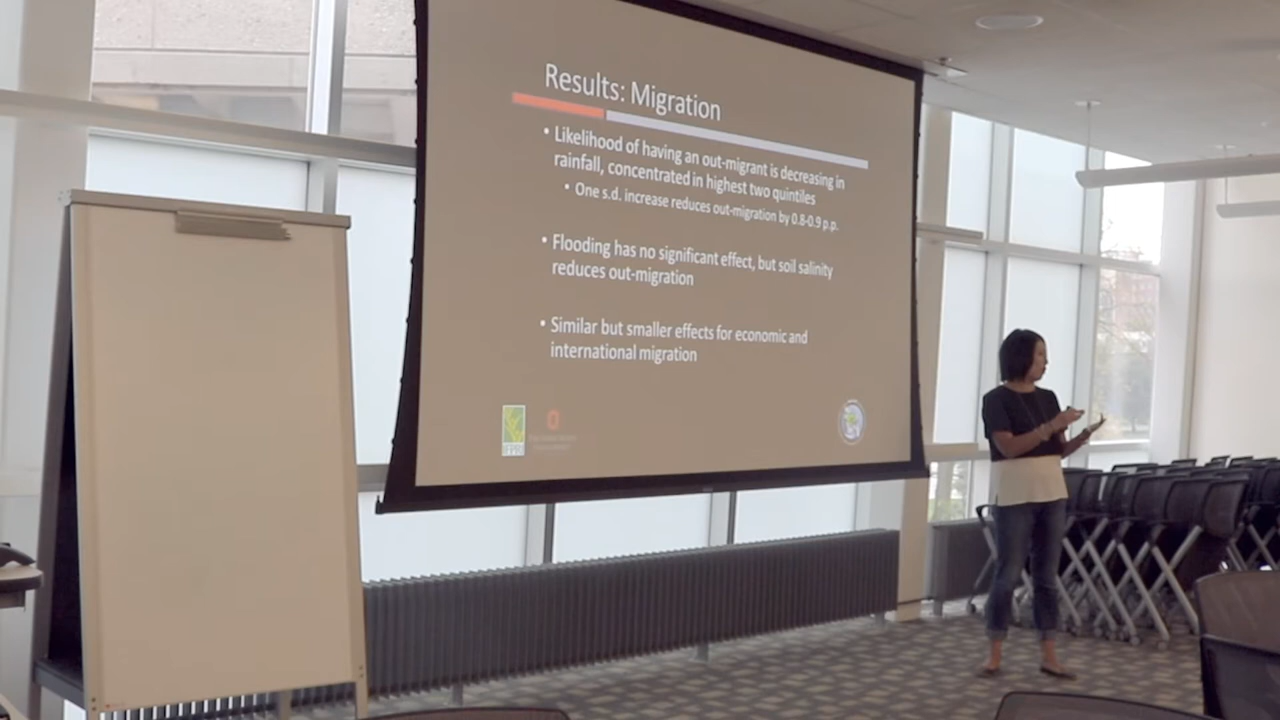 Results: Migration
• Likelihood of having an out-migrant is decreasing in
rainfall, concentrated in highest two quintiles
• One s.d. increase reduces out-migration by 0.8-0.9 p.p.
• Flooding has no significant effect, but soil salinity
reduces out-migration
• Similar but smaller effects for economic and
international migration
IFPRI